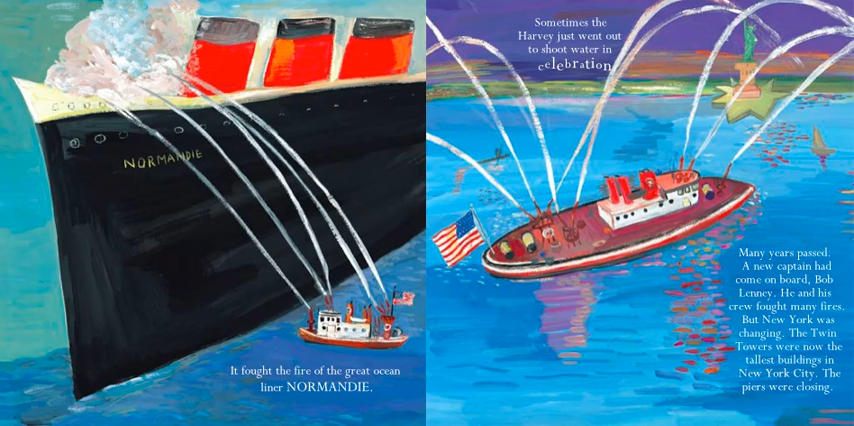 NORMANDIE
It fought the fire of the great ocean
liner NORMANDIE.
Sometimes the
Harvey just went out
to shoot water in
celebration.
Many years passed.
A new captain had
come on board, Bob
Lenney. He and his
crew fought many fires.
But New York was
changing. The Twin
Towers were now the
tallest buildings in
New York City. The
piers were closing.